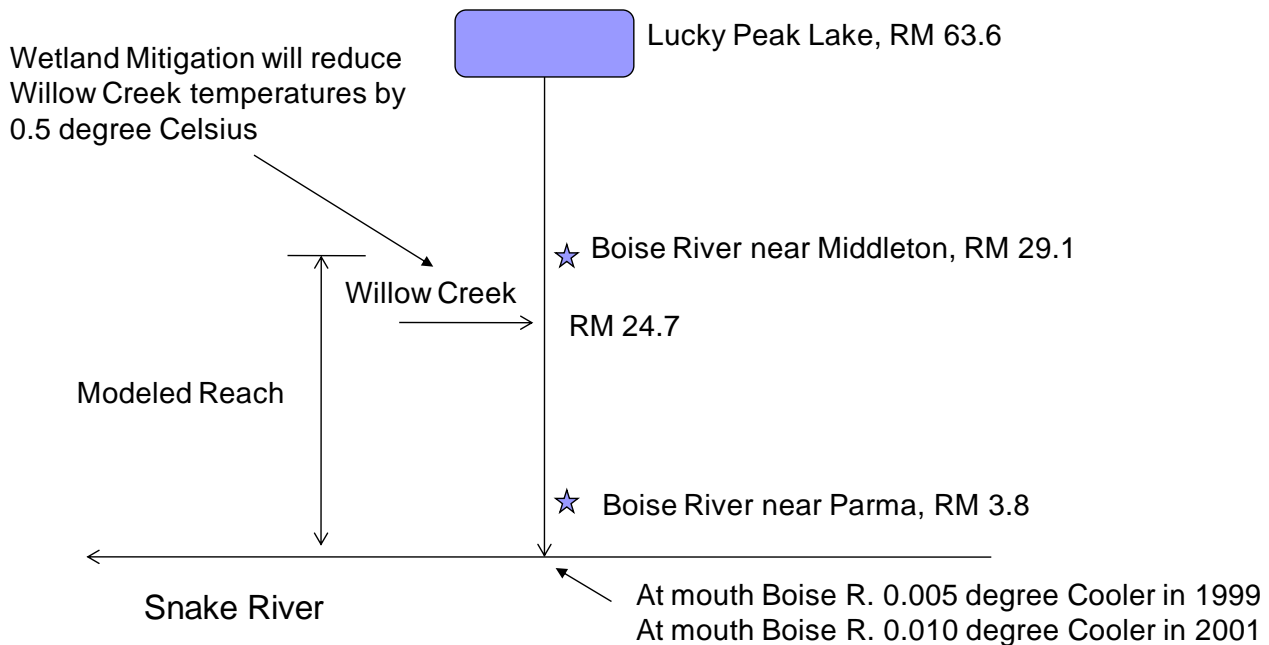 Lucky Peak Lake, RM 63.6
Wetland Mitigation will reduce
Willow Creek temperatures by
0.5 degree Celsius
Boise River near Middleton, RM 29.1
Willow Creek
RM 24.7
Modeled Reach
Boise River near Parma, RM 3.8
Snake River
At mouth Boise R. 0.005 degree Cooler in 1999
At mouth Boise R. 0.010 degree Cooler in 2001